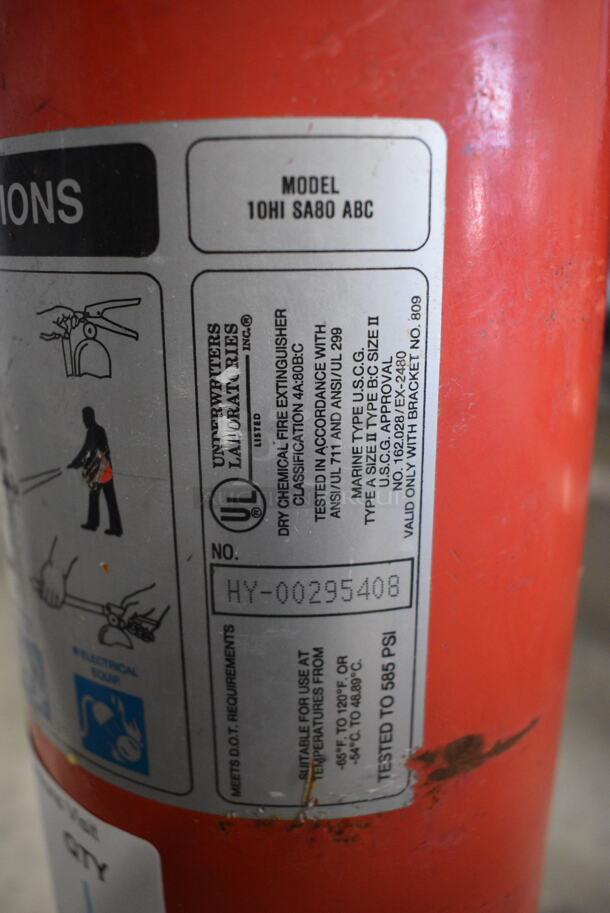 IONS
MODEL
10HI SA80 ABC
UNDERWRITERS
LABORATORIES
INC.®
LISTED
UL
DRY CHEMICAL FIRE EXTINGUISHER
CLASSIFICATION 4A:80B:C
TESTED IN ACCORDANCE WITH
ANSI/UL 711 AND ANSI/UL 299
MARINE TYPE U.S.C.G.
TYPE A SIZE II TYPE B:C SIZE II
U.S.C.G. APPROVAL
NO. 162.028/EX-2480
VALID ONLY WITH BRACKET NO. 809
NO.
HY-00295408
MEETS D.O.T. REQUIREMENTS
SUITABLE FOR USE AT
TEMPERATURES FROM
-65°F. TO 120°F. OR
-54°C. TO 48.89°C.
TESTED TO 585 PSI
ELECTRICAL
EQUIP.
QTY